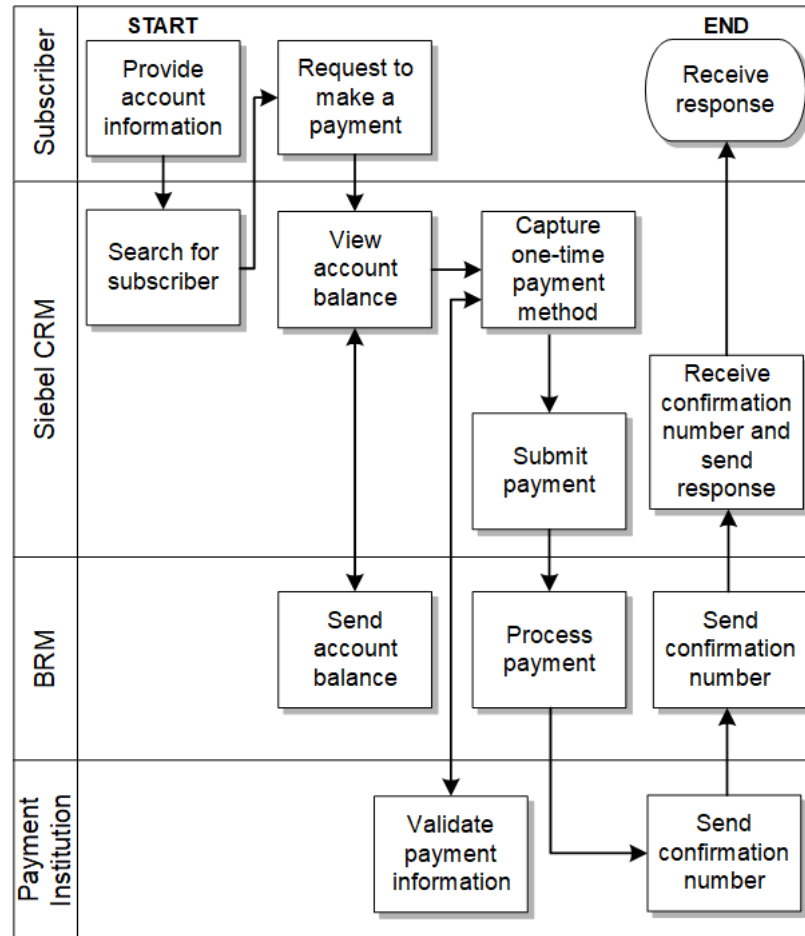 Subscriber
START
END
Provide
account
information
Request to
make a
payment
Receive
response
Siebel CRM
Search for
subscriber
View
account
balance
Capture
one-time
payment
method
Submit
payment
Receive
confirmation
number and
send
response
BRM
Send
account
balance
Process
payment
Send
confirmation
number
Payment
Institution
Validate
payment
information
Send
confirmation
number